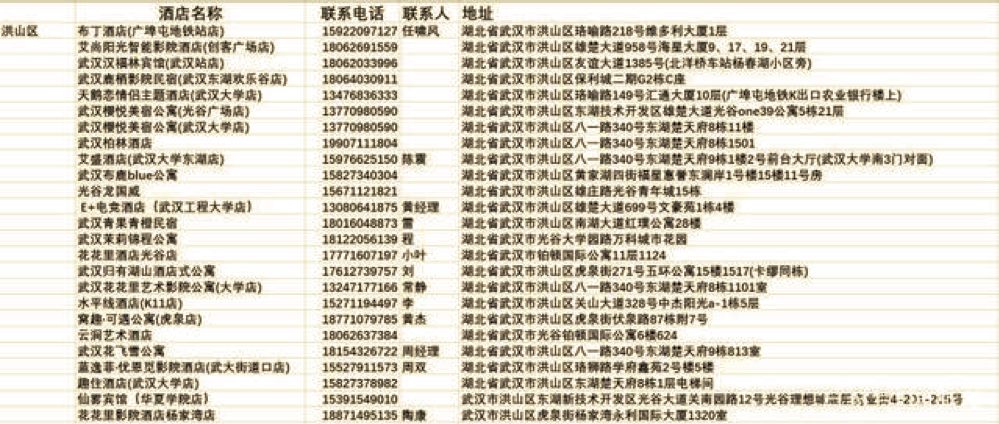 酒店名称 联系电话 联系人 地址
洪山区 布丁酒店(广埠屯地铁站店) 15922097127 任啸风 湖北省武汉市洪山区珞喻路218号维多利大厦1层
艾尚阳光智能影院酒店(创客广场店) 18062691559 湖北省武汉市洪山区雄楚大道958号海星大厦9、17、19、21层
武汉汉福林宾馆(武汉站店) 18062033996 湖北省武汉市洪山区友谊大道1385号(北洋桥车站杨春湖小区旁)
武汉鹿栖影院民宿(武汉东湖欢乐谷店) 18064030911 湖北省武汉市洪山区保利城二期G2栋C座
天鹅恋情侣主题酒店(武汉大学店) 13476836333 湖北省武汉市洪山区珞喻路149号汇通大厦10层(广埠屯地铁K出口农业银行楼上)
武汉樱悦美宿公寓(光谷广场店) 13770980590 湖北省武汉市洪山区东湖技术开发区雄楚大道光谷one39公寓5栋21层
武汉樱悦美宿公寓(武汉大学店) 13770980590 湖北省武汉市洪山区八一路340号东湖楚天府8栋11楼
武汉柏林酒店 19907111804 湖北省武汉市洪山区八一路340号东湖楚天府8栋1501
艾盛酒店(武汉大学东湖店) 15976625150 陈震 湖北省武汉市洪山区八一路340号东湖楚天府9栋1楼2号前台大厅(武汉大学南3门对面)
武汉布鹿blue公寓 15827340304 湖北省武汉市洪山区黄家湖四街福星惠誉东澜岸1号楼15楼11号房
光谷龙国威 15671121821 湖北省武汉市洪山区雄庄路光谷青年城15栋
E+电竞酒店（武汉工程大学店） 13080641875 黄经理 湖北省武汉市洪山区雄楚大道699号文豪苑1栋4楼
武汉青果青橙民宿 18016048873 雷 湖北省武汉市洪山区南湖大道红璞公寓28楼
武汉茉莉锦程公寓 18122056139 程 湖北省武汉市光谷大学园路万科城市花园
花花里酒店光谷店 17771607197 小叶 湖北省武汉市铂顿国际公寓11层1124
武汉归有湖山酒店式公寓 17612739757 刘 湖北省武汉市洪山区虎泉街271号五环公寓15楼1517(卡缪同栋)
武汉花花里艺术影院公寓(大学店) 13247177166 常静 湖北省武汉市洪山区八一路340号东湖楚天府8栋1101室
水平线酒店(K11店) 15271194497 李 湖北省武汉市洪山区关山大道328号中杰阳光a-1栋5层
窝趣·可遇公寓(虎泉店) 18771079785 黄杰 湖北省武汉市洪山区虎泉街伏泉路87栋附7号
云涧艺术酒店 18062637384 湖北省武汉市光谷铂顿国际公寓6楼624
武汉花飞雪公寓 18154326722 周经理 湖北省武汉市洪山区八一路340号东湖楚天府9栋813室
蓝逸菲·优恩觅影院酒店(武大街道口店) 15527911573 周双 湖北省武汉市洪山区珞狮路学府鑫苑2号楼5楼
趣住酒店(武汉大学店) 15827378982 湖北省武汉市洪山区东湖楚天府8栋1层电梯间
仙雾宾馆（华夏学院店） 15391549010 武汉市洪山区东湖新技术开发区光谷大道关南园路12号光谷理想城
花花里影院酒店杨家湾店 18871495135 陶康 武汉市洪山区虎泉街杨家湾永利国际大厦1320室